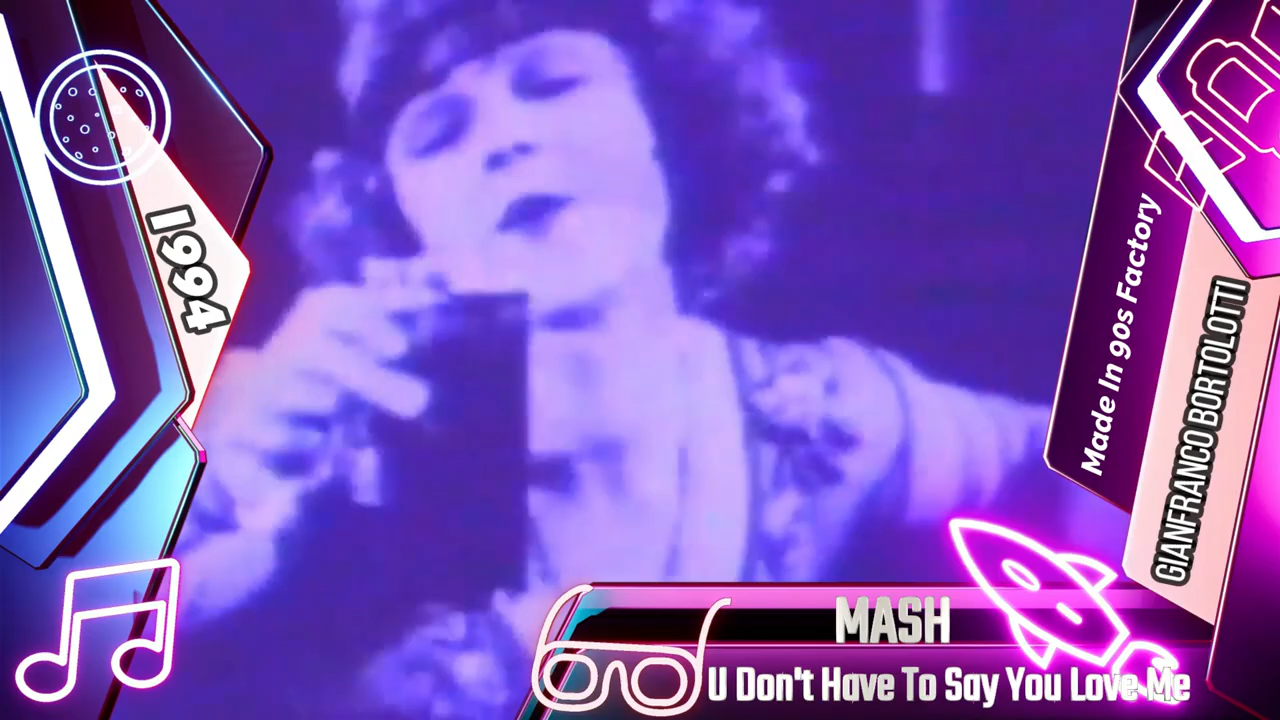 1994
Made In 90s Factory
GIANFRANCO BORTOLOTTI
MASH
U Don't Have To Say You Love Me